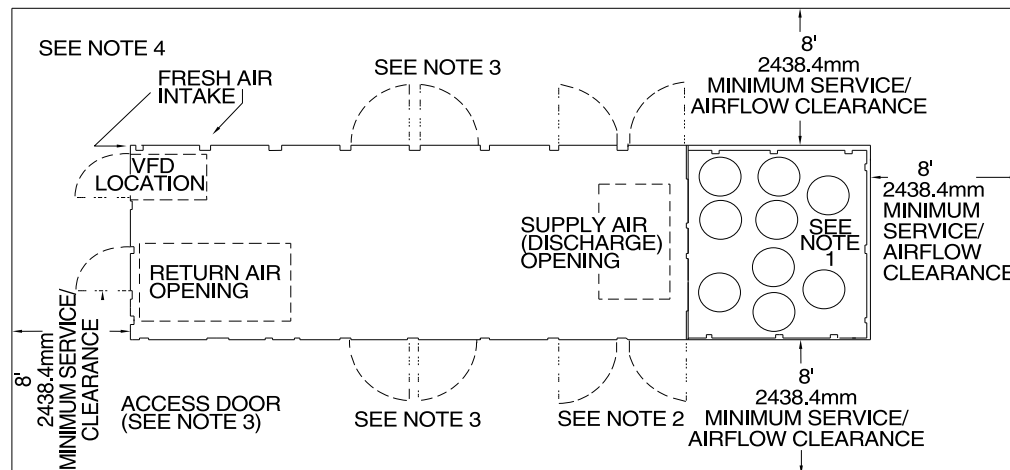 SEE NOTE 4
FRESH AIR
INTAKE
SEE NOTE 3
8'
2438.4mm
MINIMUM SERVICE/
AIRFLOW CLEARANCE
VFD
LOCATION
RETURN AIR
OPENING
SUPPLY AIR
(DISCHARGE)
OPENING
SEE
NOTE
1
8'
2438.4mm
MINIMUM
SERVICE/
AIRFLOW
CLEARANCE
8'
2438.4mm
MINIMUM SERVICE/
CLEARANCE
ACCESS DOOR
(SEE NOTE 3)
SEE NOTE 3
SEE NOTE 2
8'
2438.4mm
MINIMUM SERVICE/
AIRFLOW CLEARANCE